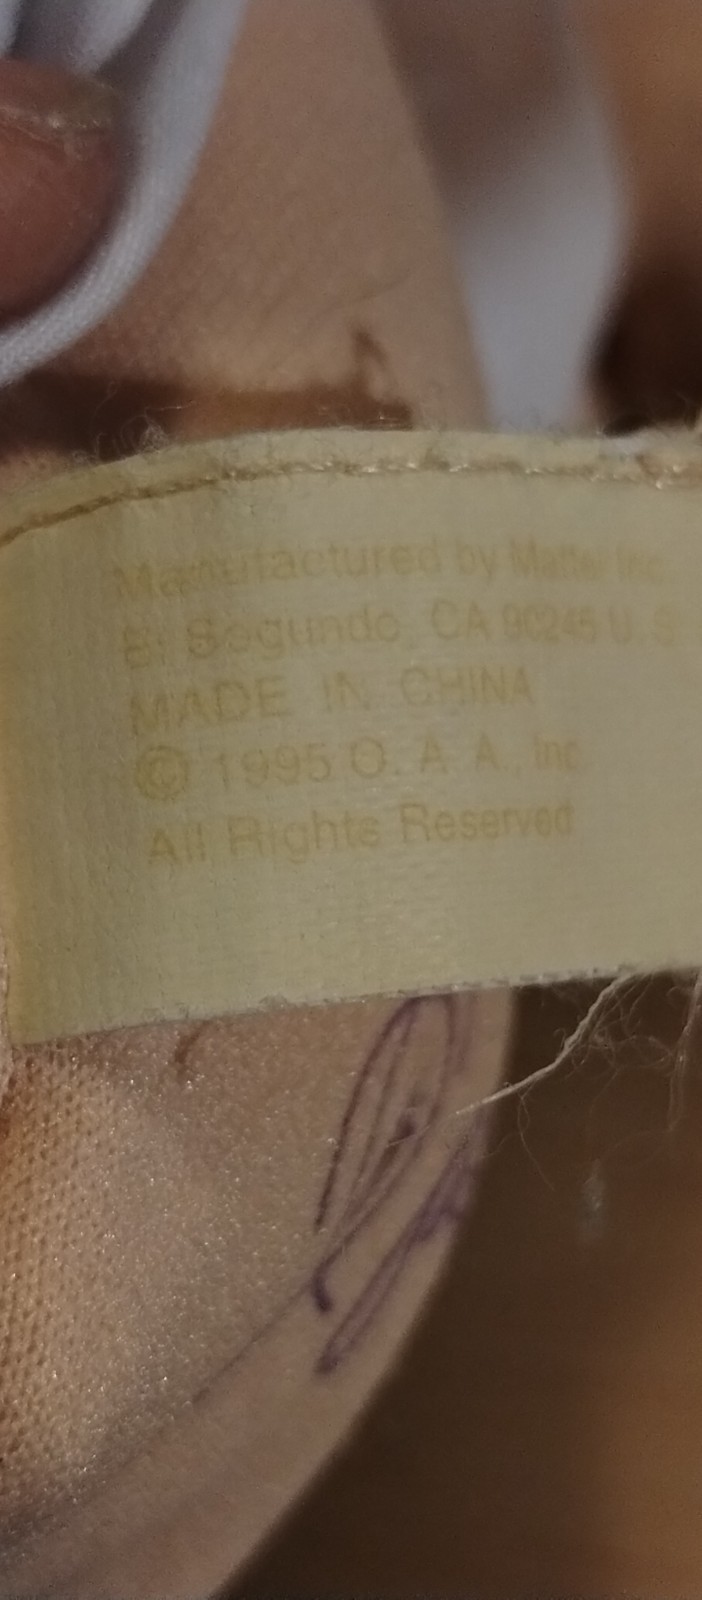 Manufactured by Mattel Inc.
El Segundo, CA 90245 U.S
MADE IN CHINA
© 1995 O. A. A., Inc.
All Rights Reserved